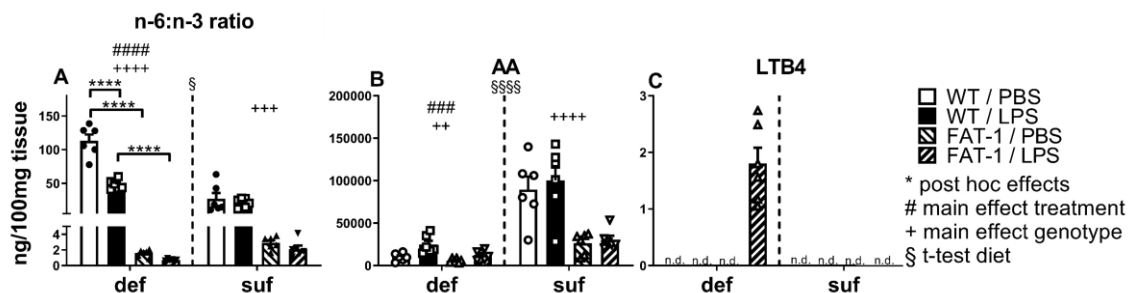 n-6:n-3 ratio
####
++++
A
****
****
****
§
+++
150
100
50
4
2
0
ng/100mg tissue
def
suf
B
AA
§§§§
###
++
++++
200000
150000
100000
50000
0
def
suf
C
LTB4
4
3
2
1
0
n.d. n.d. n.d.
n.d. n.d. n.d. n.d.
def
suf
WT / PBS
WT / LPS
FAT-1 / PBS
FAT-1 / LPS
* post hoc effects
# main effect treatment
+ main effect genotype
§ t-test diet